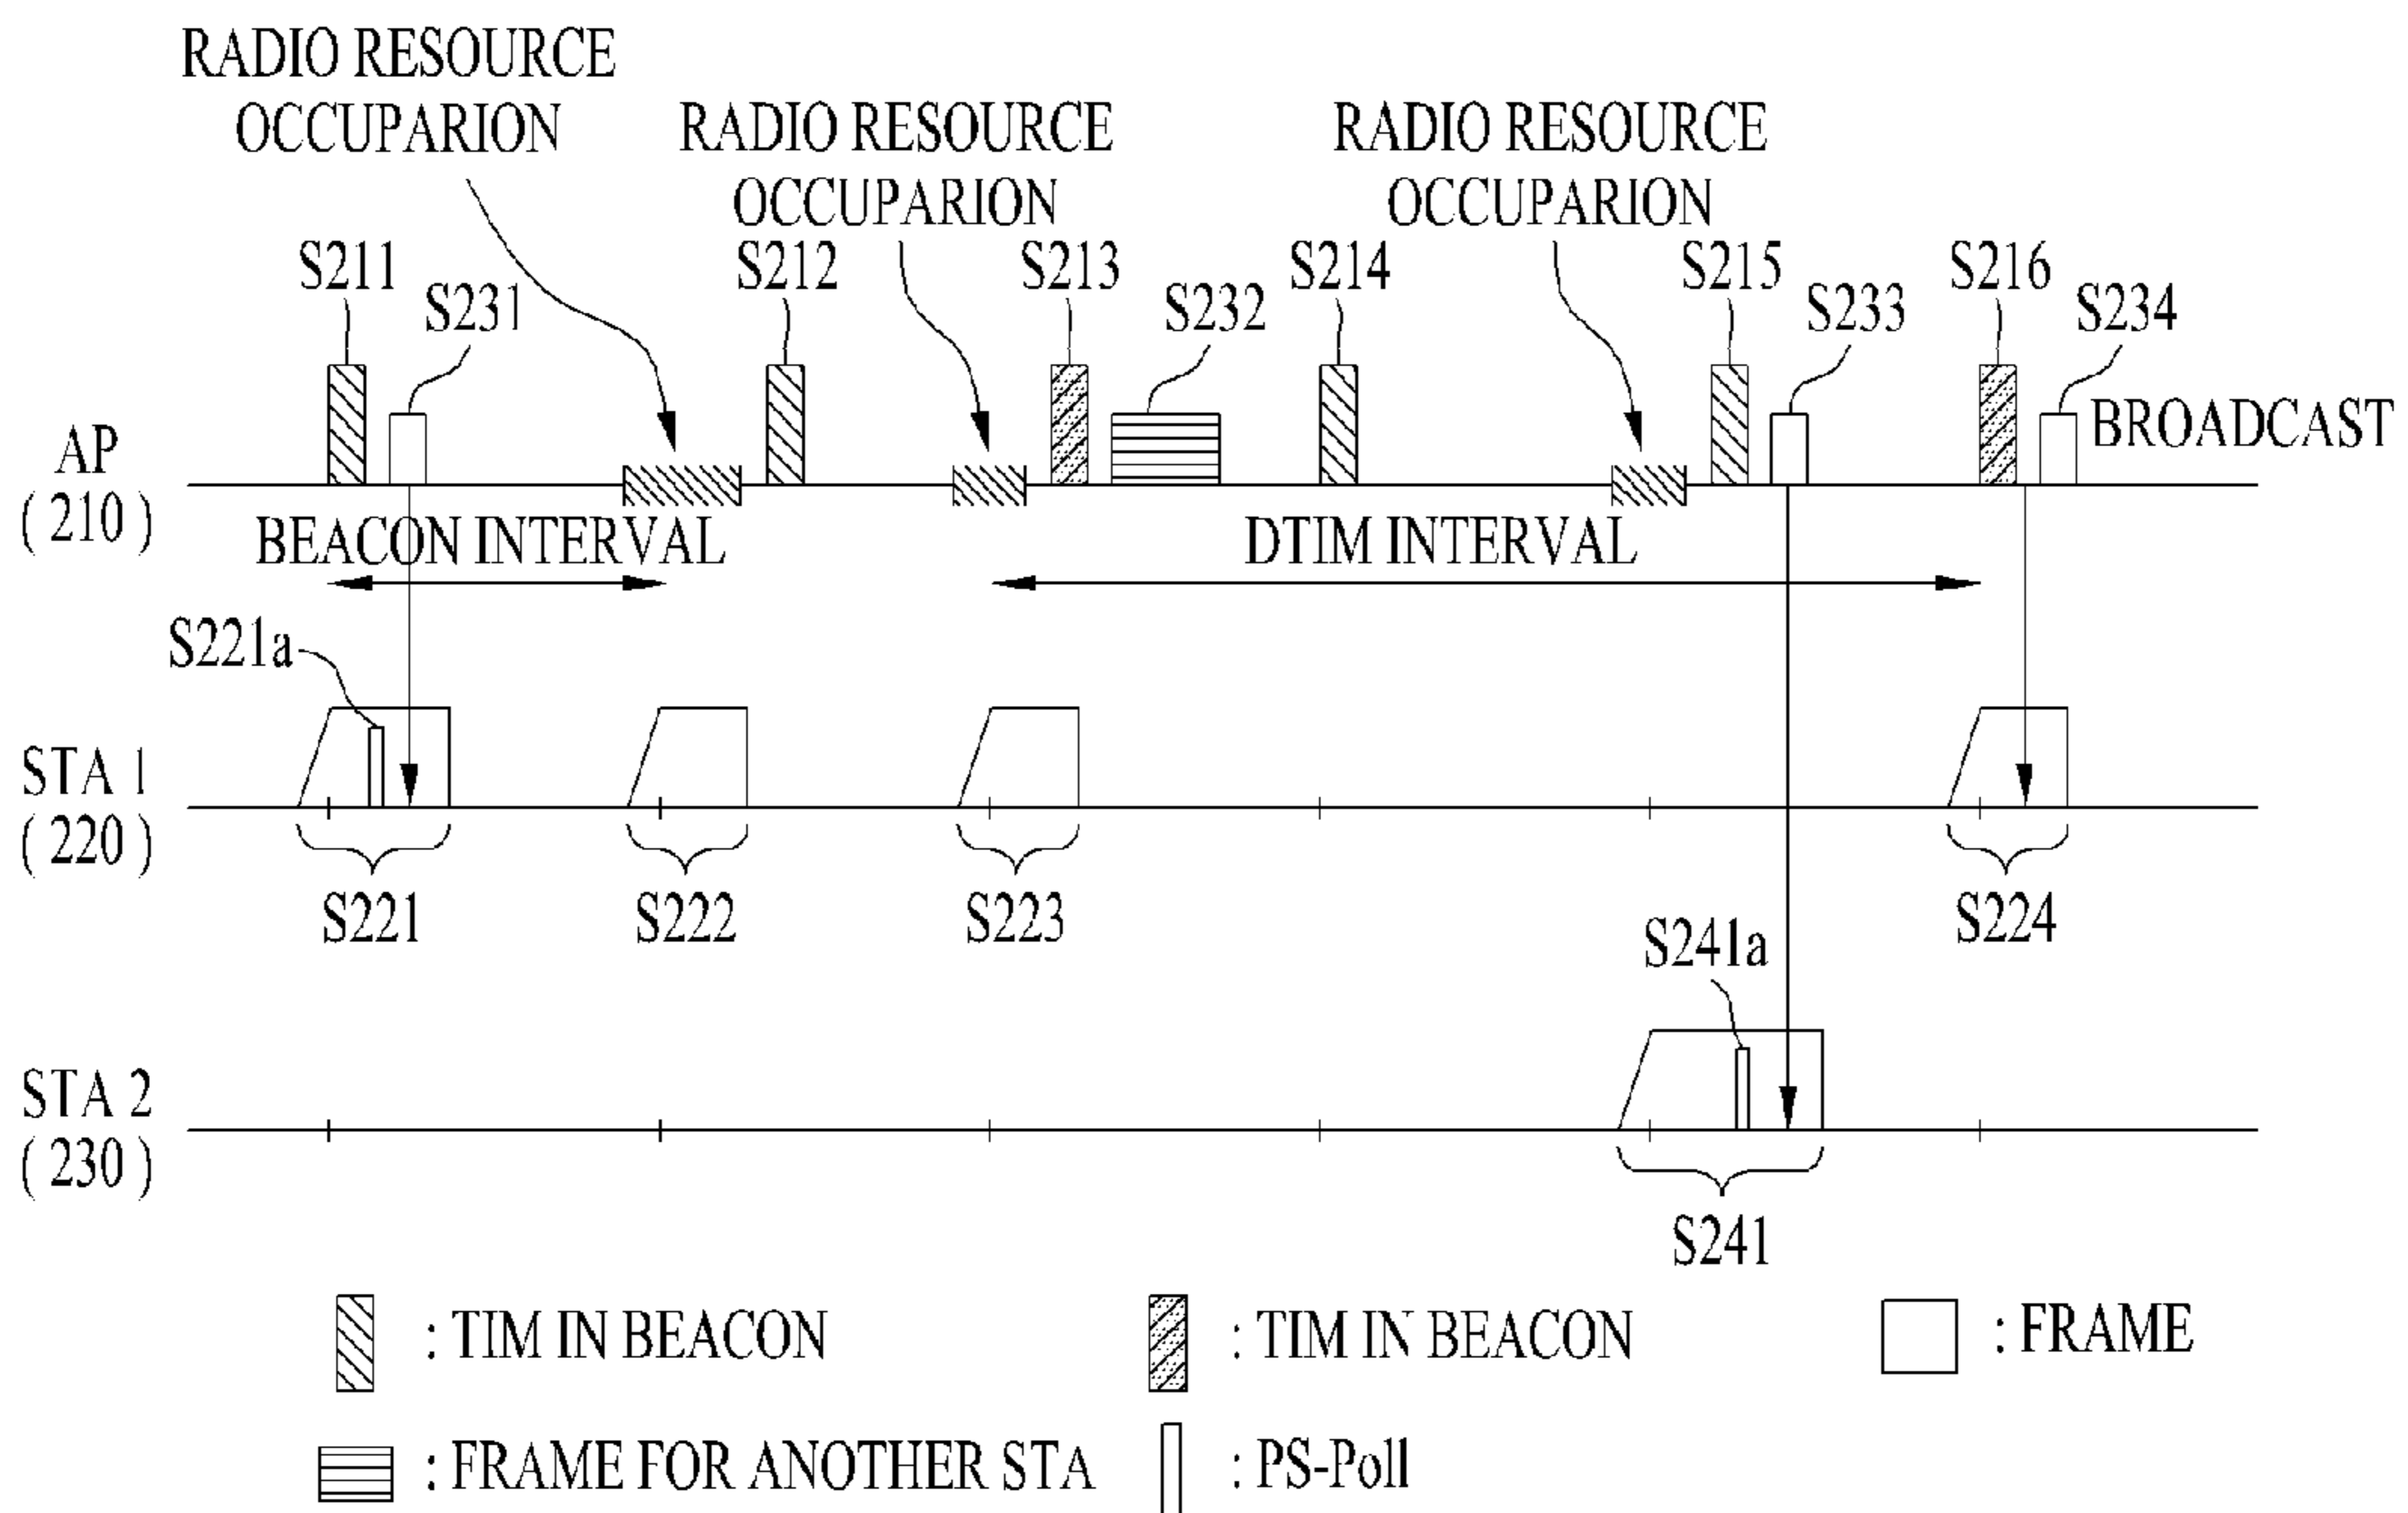 RADIO RESOURCE
OCCUPARION
RADIO RESOURCE
OCCUPARION
RADIO RESOURCE
OCCUPARION
S211
S231
S212
S213
S232
S214
S215
S233
S216
S234
BROADCAST
AP
( 210 )
BEACON INTERVAL
DTIM INTERVAL
S221a
STA 1
( 220 )
S221
S222
S223
S224
S241a
STA 2
( 230 )
S241
: TIM IN BEACON
: TIM IN BEACON
: FRAME
: FRAME FOR ANOTHER STA
: PS-Poll